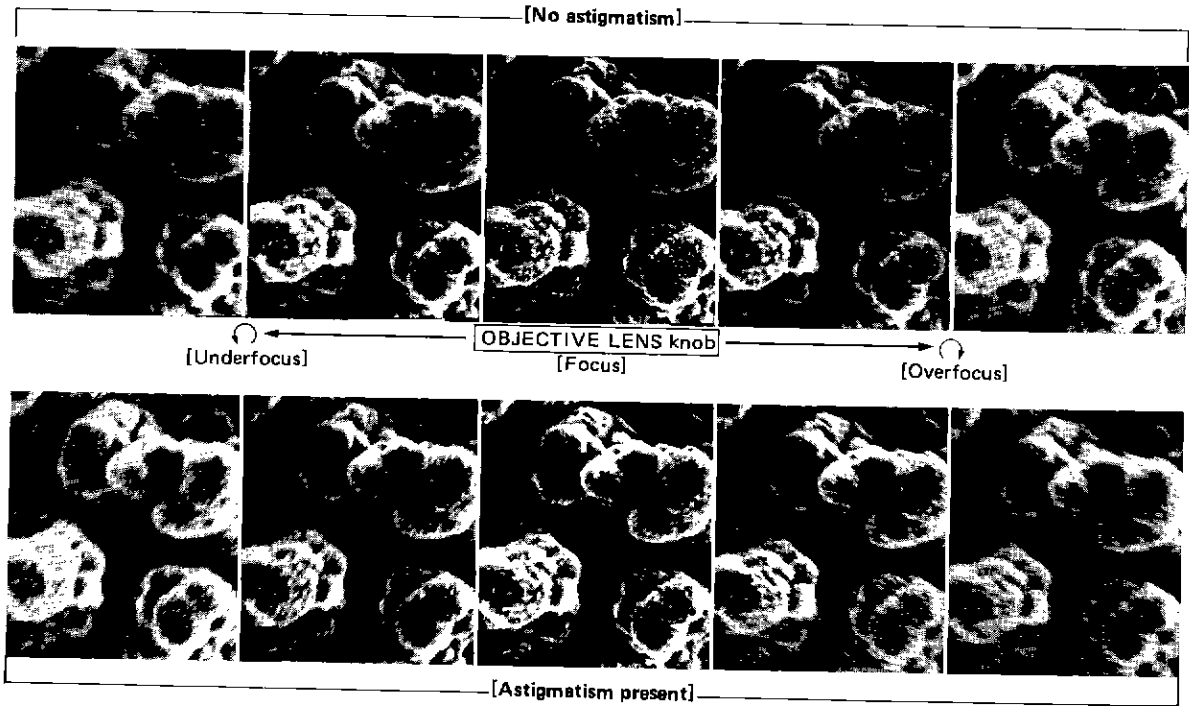 [No astigmatism]
OBJECTIVE LENS knob
[Underfocus]
[Focus]
[Overfocus]
[Astigmatism present]